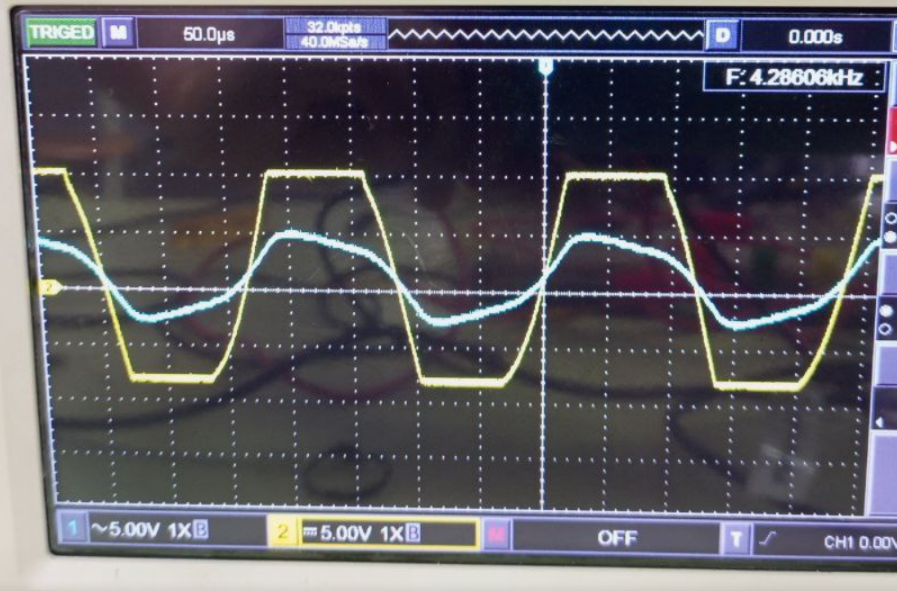 TRIGED M 50.0µs 32.0kpts D 0.000s
40.0MSa/s
F: 4.28606kHz
2
1 ~5.00V 1X B 2 5.00V 1X B M OFF T CH1 0.00V